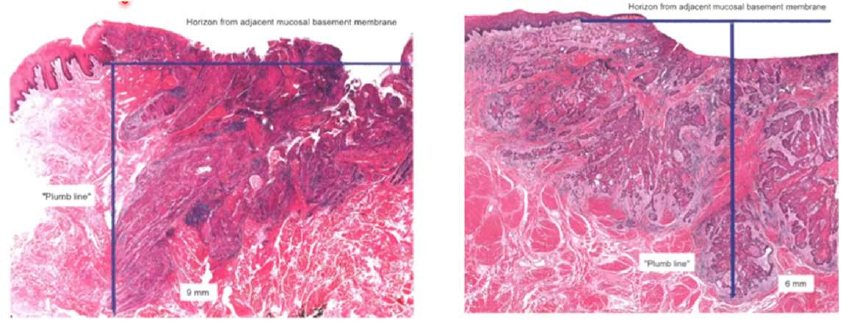 Horizon from adjacent mucosal basement membrane
"Plumb line"
9 mm
Horizon from adjacent mucosal basement membrane
"Plumb line"
6 mm